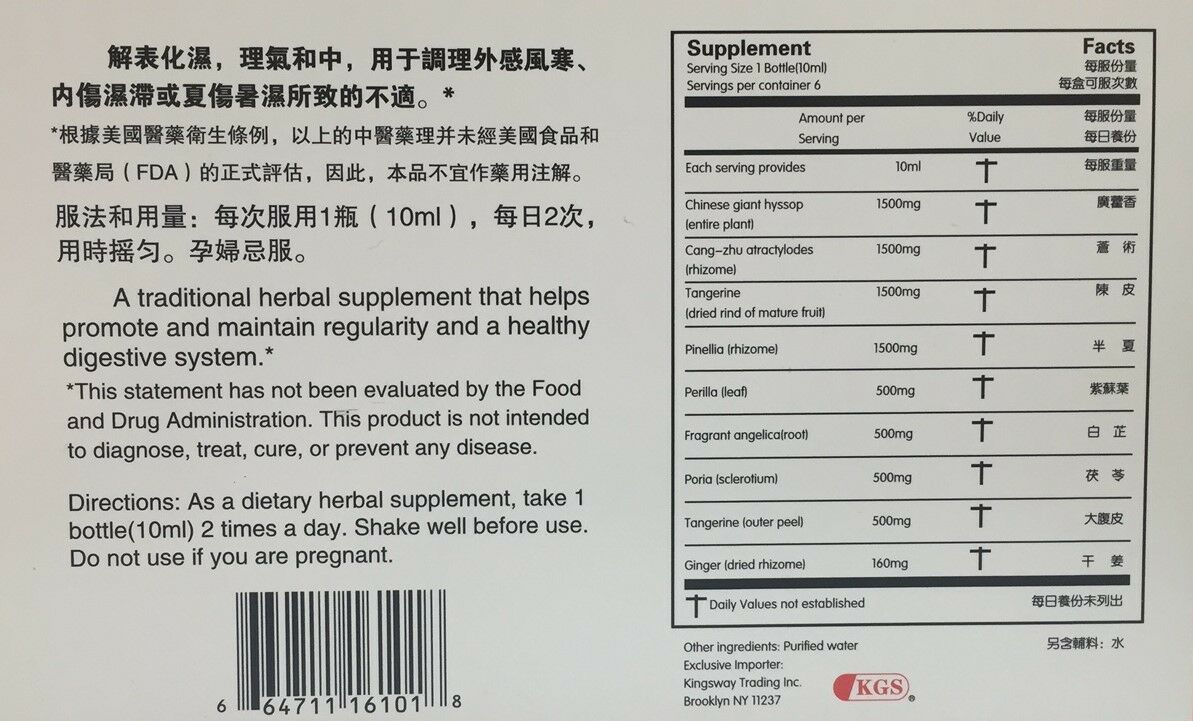 解表化濕，理氣和中，用于調理外感風寒、
内傷濕滯或夏傷暑濕所致的不適。*
*根據美國醫藥衛生條例，以上的中醫藥理并未經美國食品和
醫藥局（FDA）的正式評估，因此，本品不宜作藥用注解。
服法和用量：每次服用1瓶（10ml），每日2次，
用時摇匀。孕婦忌服。
A traditional herbal supplement that helps
promote and maintain regularity and a healthy
digestive system.*
*This statement has not been evaluated by the Food
and Drug Administration. This product is not intended
to diagnose, treat, cure, or prevent any disease.
Directions: As a dietary herbal supplement, take 1
bottle(10ml) 2 times a day. Shake well before use.
Do not use if you are pregnant.
6 64711 16101 8
Supplement Facts
Serving Size 1 Bottle(10ml) 每服份量
Servings per container 6 每盒可服次數
Amount per %Daily 每服份量
Serving Value 每日養份
Each serving provides 10ml † 每服重量
Chinese giant hyssop 1500mg † 廣藿香
(entire plant)
Cang-zhu atractylodes 1500mg † 蒼 術
(rhizome)
Tangerine 1500mg † 陳 皮
(dried rind of mature fruit)
Pinellia (rhizome) 1500mg † 半 夏
Perilla (leaf) 500mg † 紫蘇葉
Fragrant angelica(root) 500mg † 白 芷
Poria (sclerotium) 500mg † 茯 苓
Tangerine (outer peel) 500mg † 大腹皮
Ginger (dried rhizome) 160mg † 干 姜
† Daily Values not established 每日養份未列出
Other ingredients: Purified water 另含輔料：水
Exclusive Importer:
Kingsway Trading Inc.
Brooklyn NY 11237
KGS®